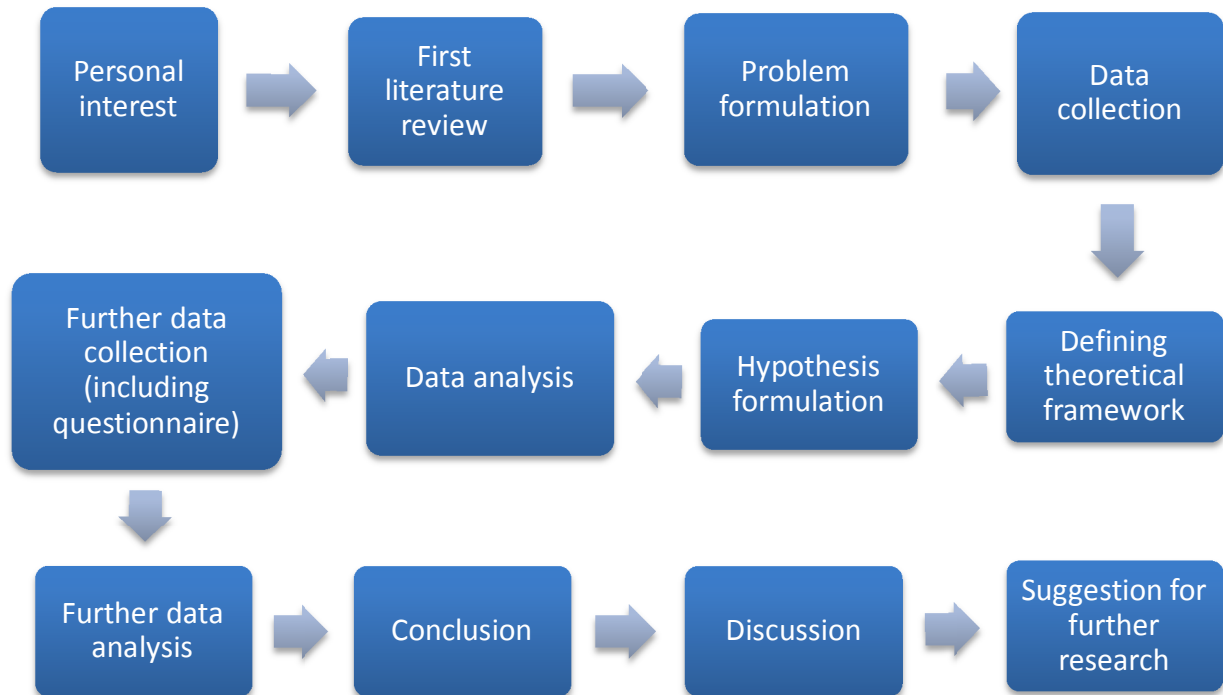 Personal
interest
First
literature
review
Problem
formulation
Data
collection
Defining
theoretical
framework
Hypothesis
formulation
Data analysis
Further data
collection
(including
questionnaire)
Further data
analysis
Conclusion
Discussion
Suggestion for
further
research